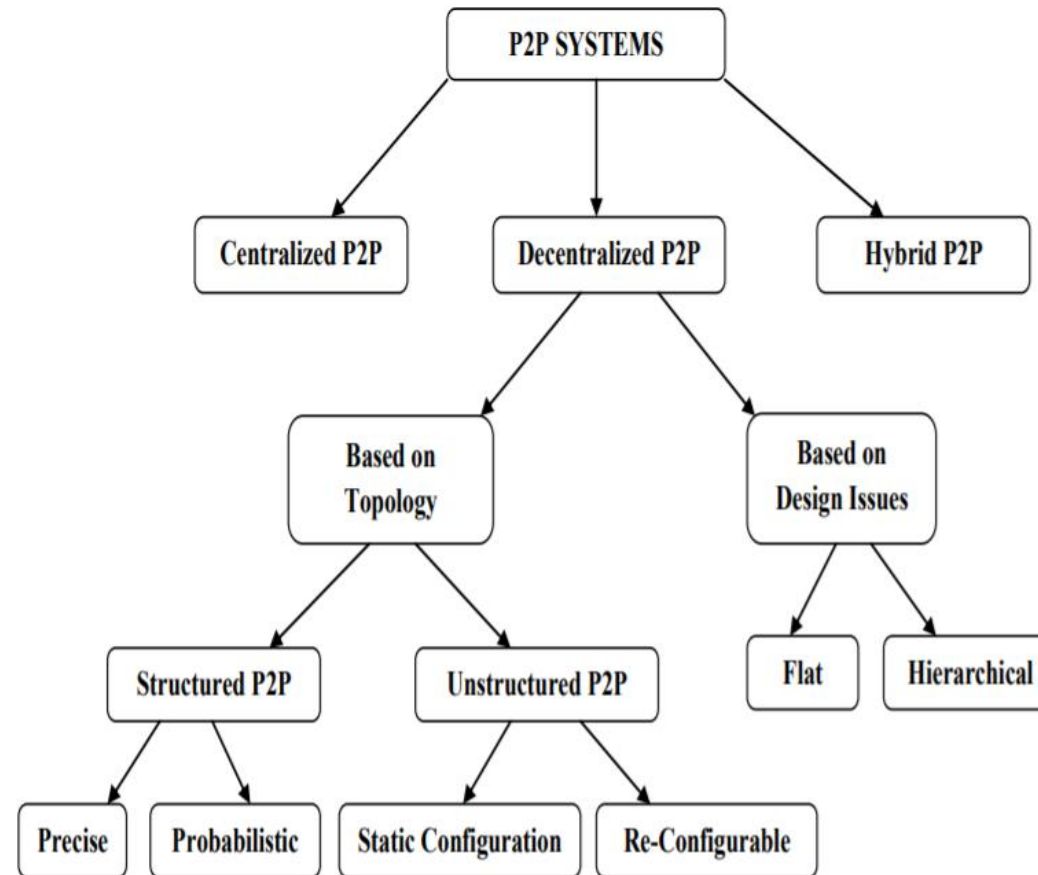 P2P SYSTEMS
Centralized P2P
Decentralized P2P
Hybrid P2P
Based on
Topology
Based on
Design Issues
Structured P2P
Unstructured P2P
Flat
Hierarchical
Precise
Probabilistic
Static Configuration
Re-Configurable